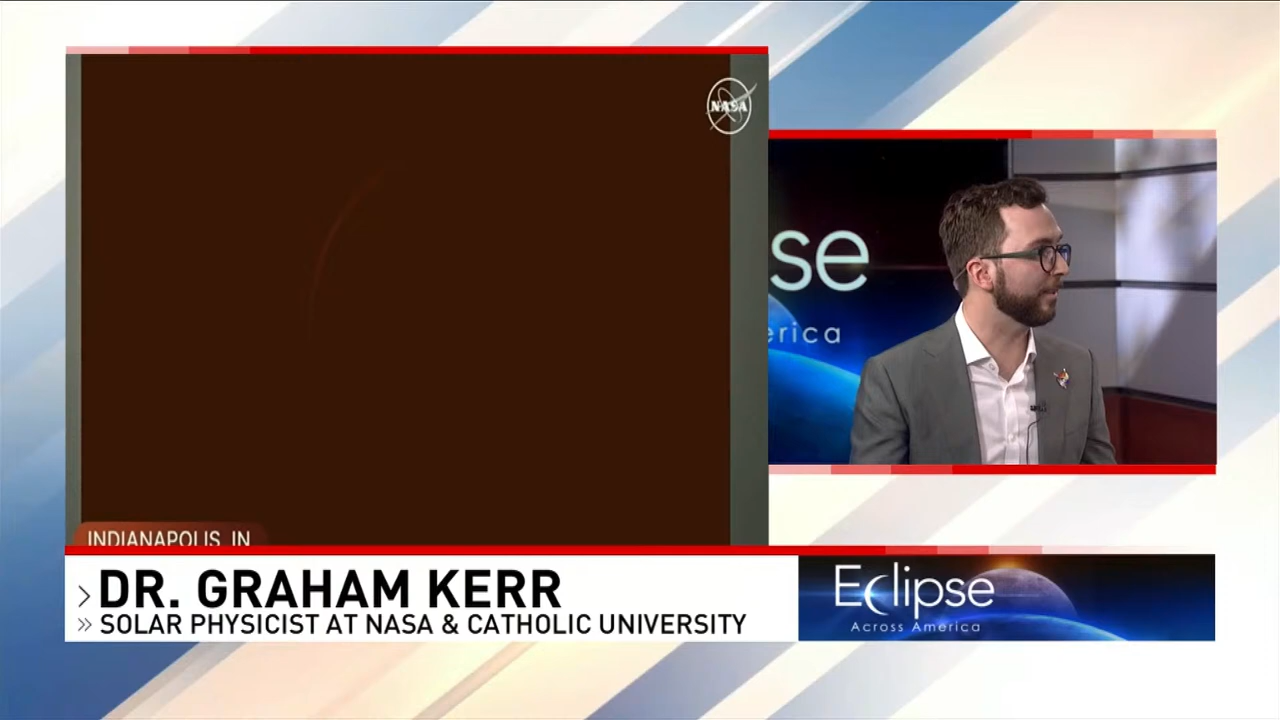 NASA
se
erica
INDIANAPOLIS, IN
DR. GRAHAM KERR
SOLAR PHYSICIST AT NASA & CATHOLIC UNIVERSITY
Eclipse
Across America